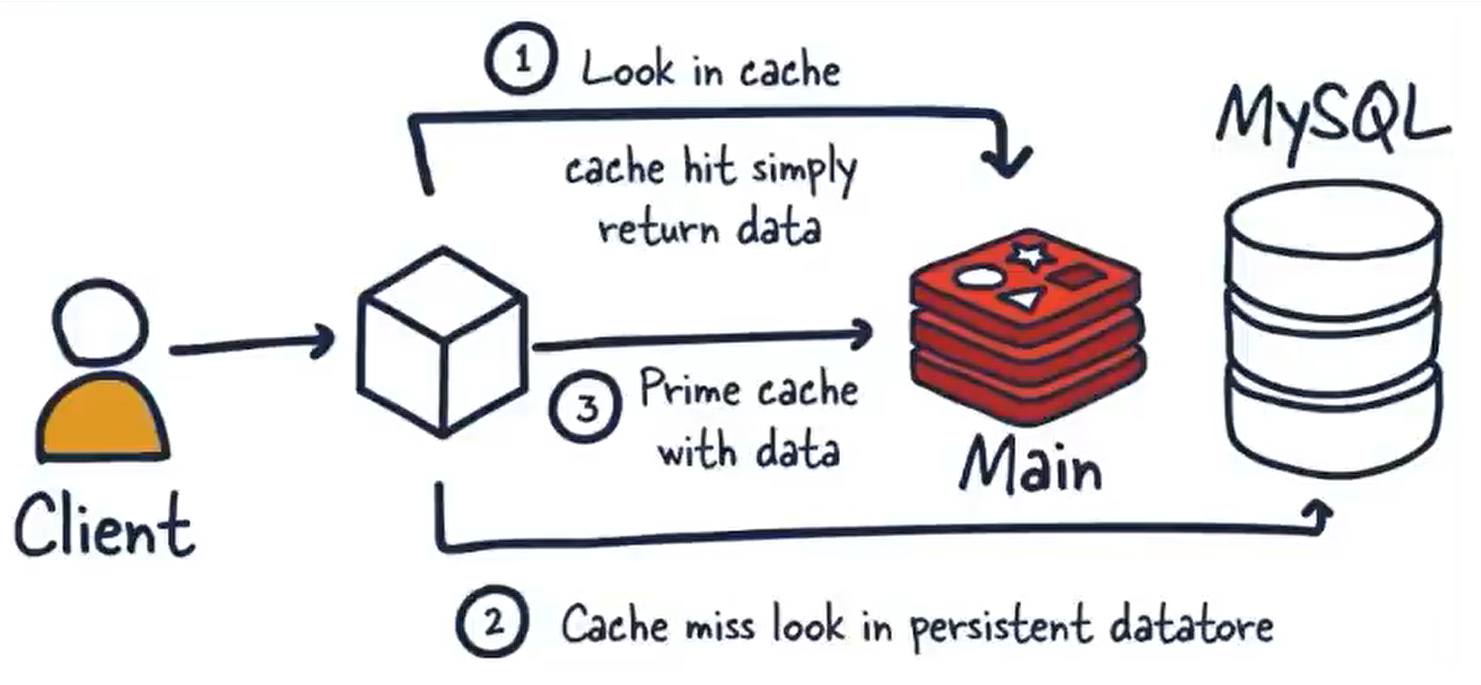 1 Look in cache
cache hit simply
return data
MySQL
3 Prime cache
with data
Main
Client
2 Cache miss look in persistent datatore